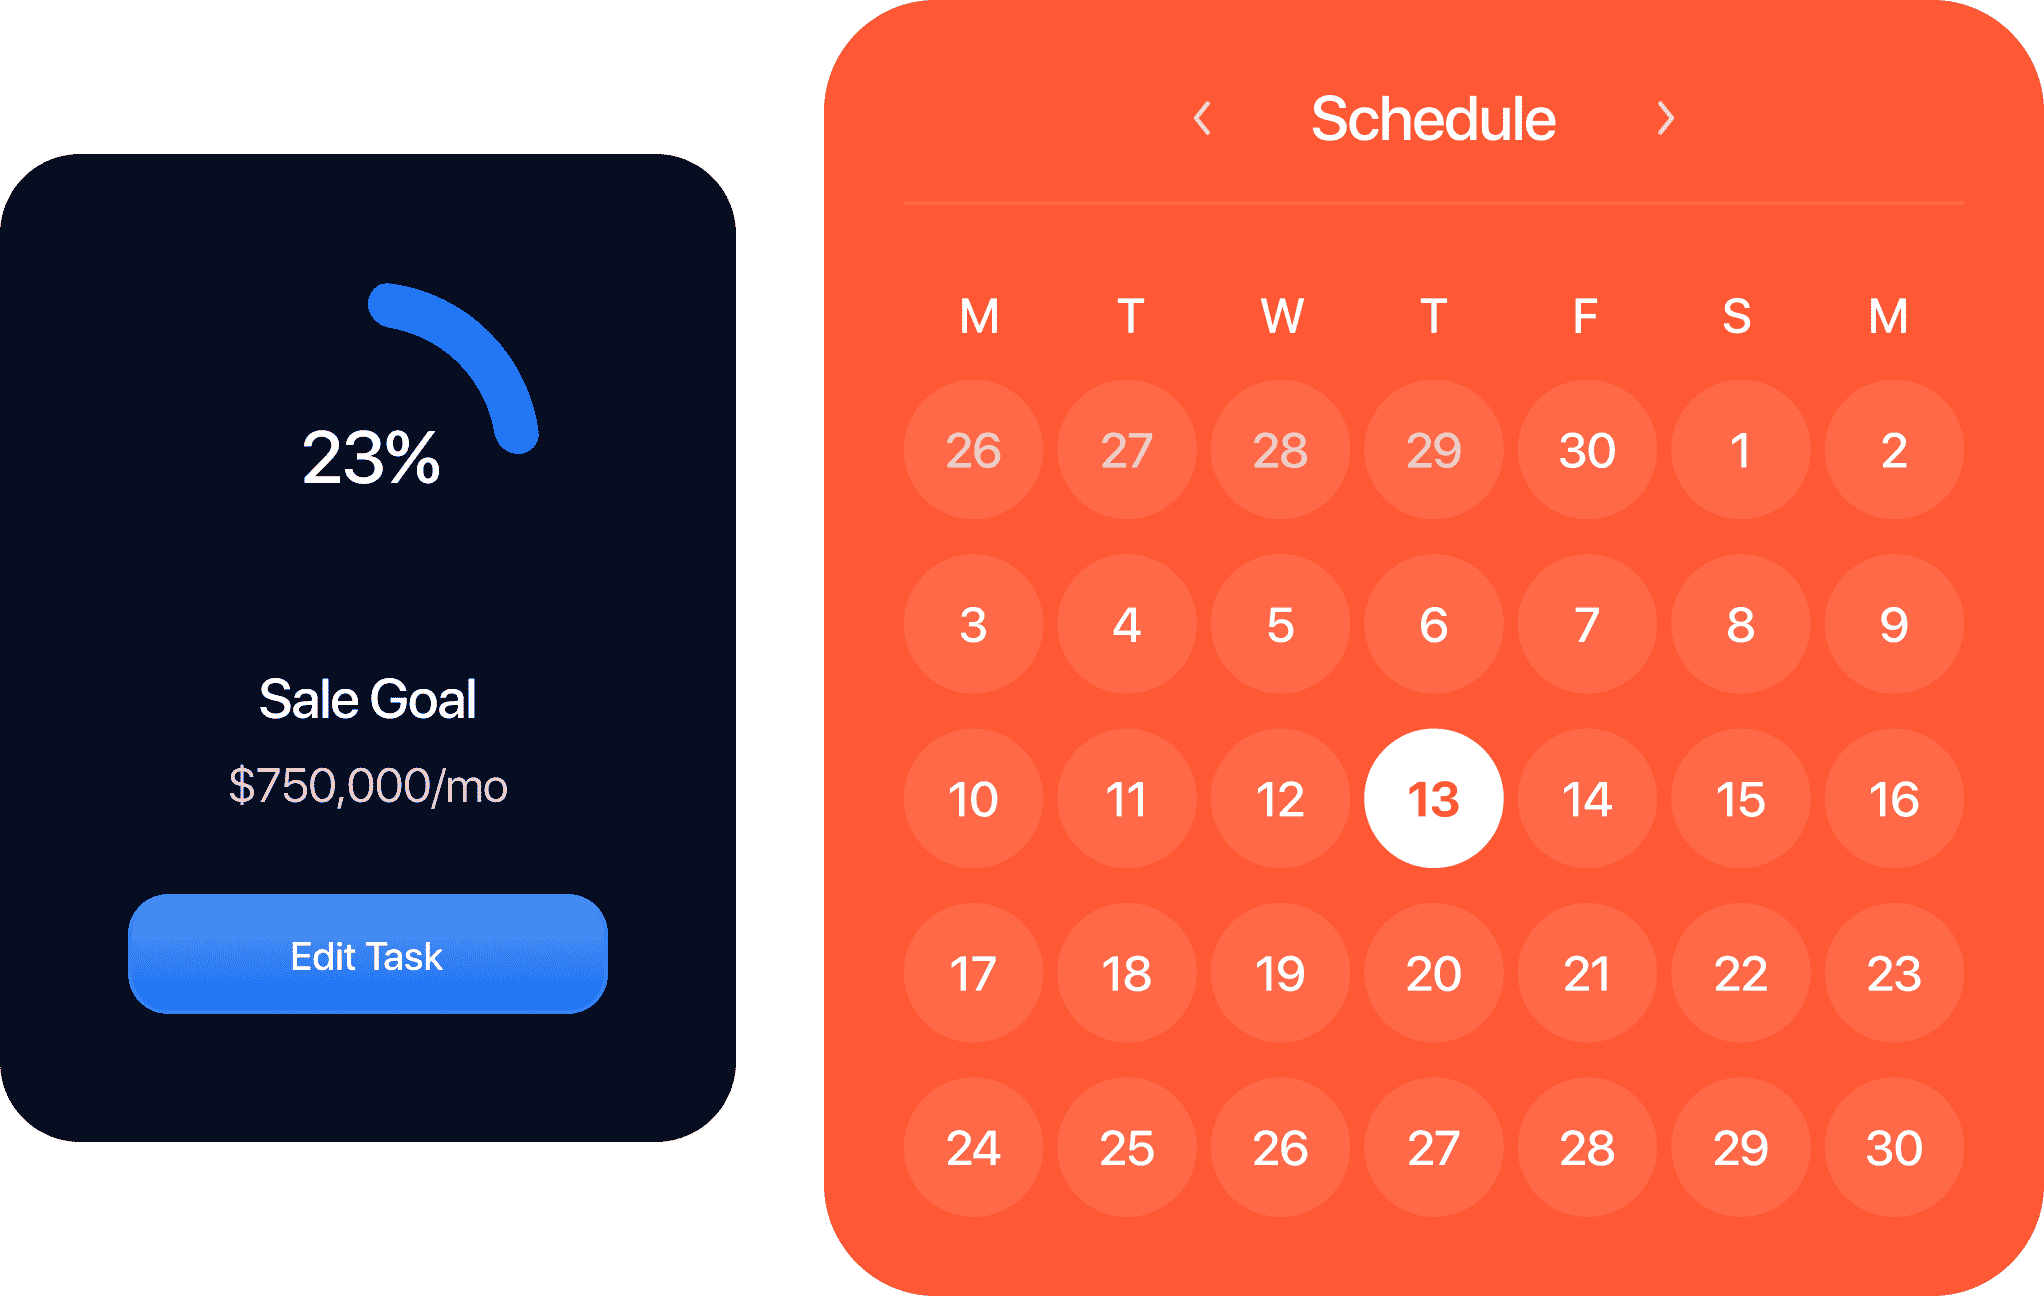 23%
Sale Goal
$750,000/mo
Edit Task
Schedule
M T W T F S M
26 27 28 29 30 1 2
3 4 5 6 7 8 9
10 11 12 13 14 15 16
17 18 19 20 21 22 23
24 25 26 27 28 29 30